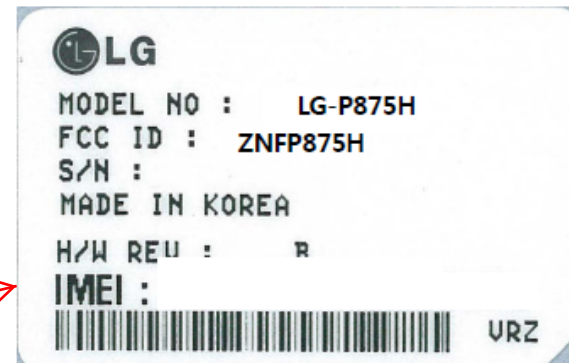 LG
MODEL NO : LG-P875H
FCC ID : ZNFP875H
S/N :
MADE IN KOREA
H/W REV : B
IMEI :
VRZ